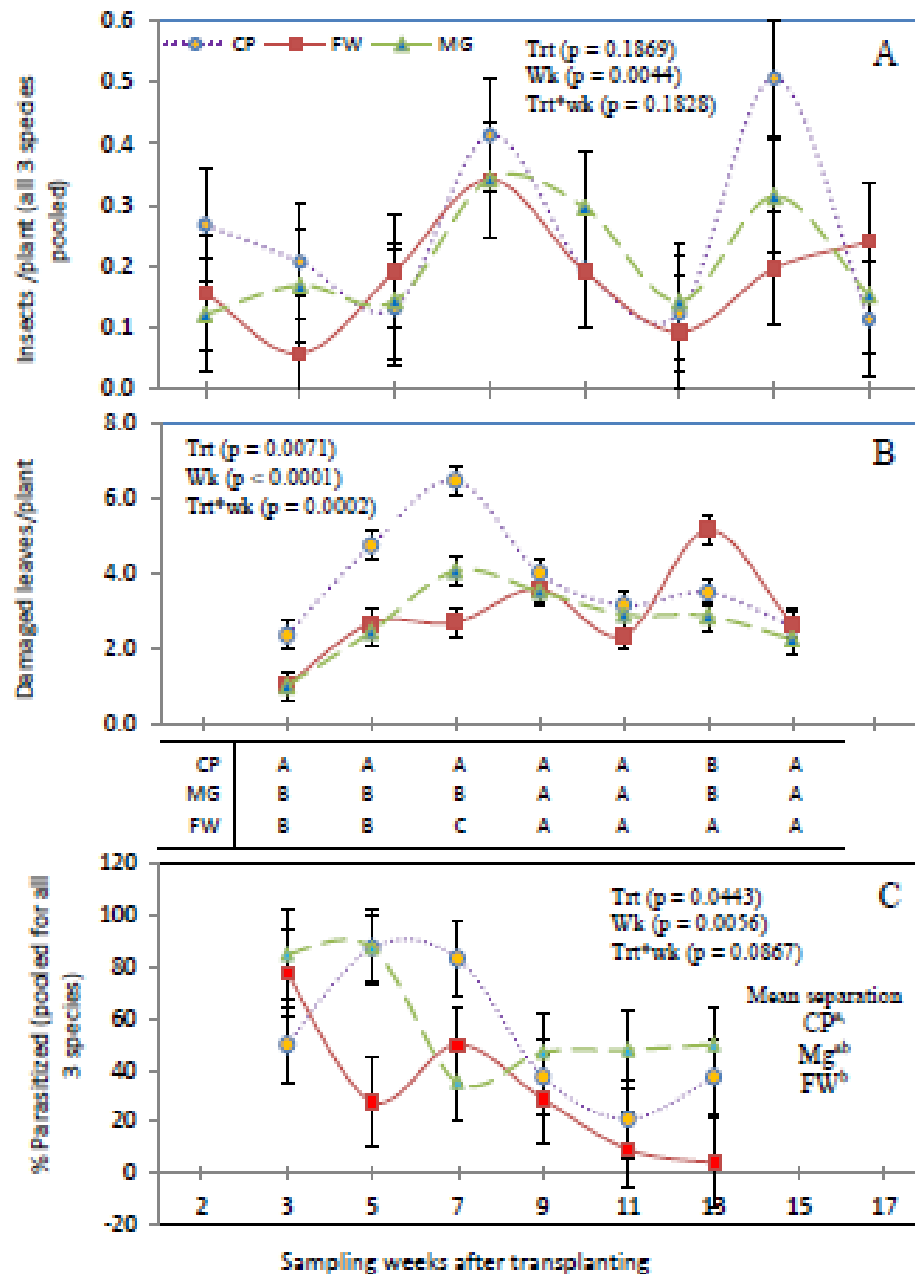 0.6
0.5
0.4
0.3
0.2
0.1
0.0
Insects /plant (all 3 species pooled)
CP FW MG
Trt (p = 0.1869)
Wk (p = 0.0044)
Trt*wk (p = 0.1828)
A
8.0
6.0
4.0
2.0
0.0
Damaged leaves/plant
Trt (p = 0.0071)
Wk (p < 0.0001)
Trt*wk (p = 0.0002)
B
CP A A A A A B A
MG B B B A A B A
FW B B C A A A A
120
100
80
60
40
20
0
-20
% Parasitized (pooled for all 3 species)
Trt (p = 0.0443)
Wk (p = 0.0056)
Trt*wk (p = 0.0867)
C
Mean separation
CPᵃ
Mgᵃᵇ
FWᵇ
2 3 5 7 9 11 13 15 17
Sampling weeks after transplanting